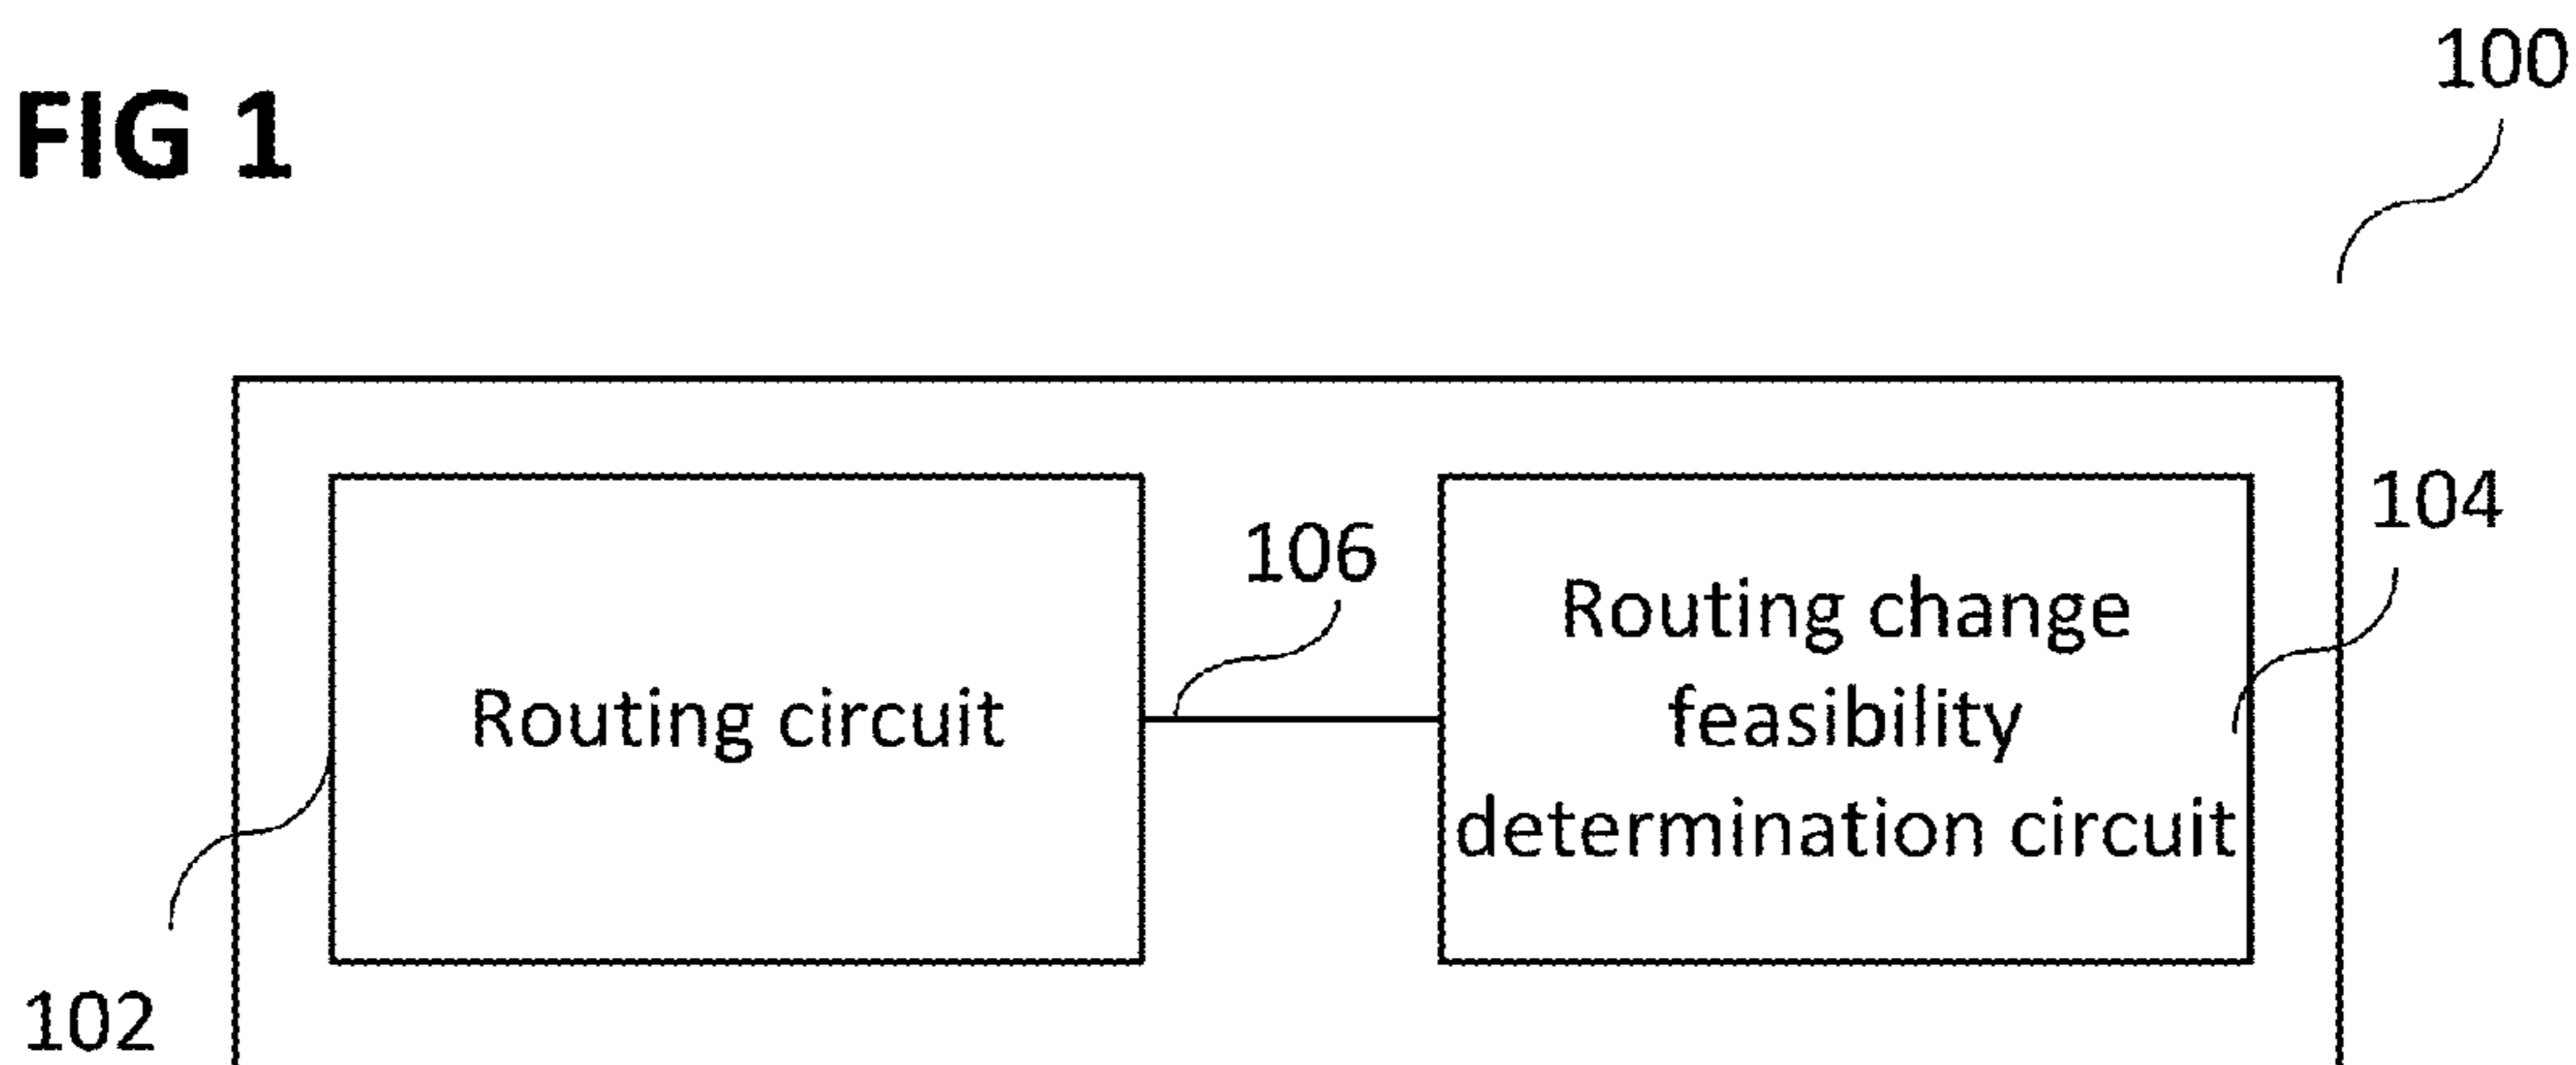 100
FIG 1
104
106
Routing change
feasibility
determination circuit
Routing circuit
102